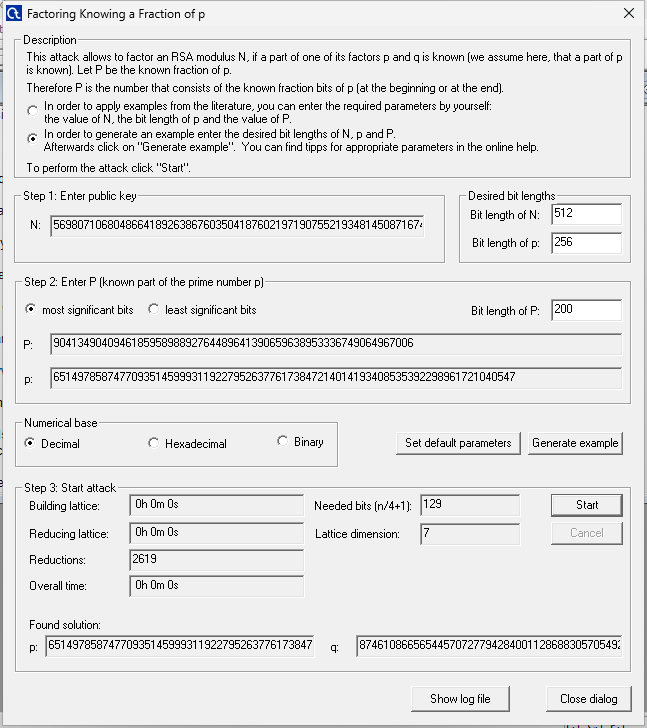 Factoring Knowing a Fraction of p
Description
This attack allows to factor an RSA modulus N, if a part of one of its factors p and q is known (we assume here, that a part of p
is known). Let P be the known fraction of p.
Therefore P is the number that consists of the known fraction bits of p (at the beginning or at the end).
In order to apply examples from the literature, you can enter the required parameters by yourself:
the value of N, the bit length of p and the value of P.
In order to generate an example enter the desired bit lengths of N, p and P.
Afterwards click on "Generate example". You can find tipps for appropriate parameters in the online help.
To perform the attack click "Start".
Step 1: Enter public key
N: 56980710680486641892638676035041876021971907552193481450871674
Desired bit lengths
Bit length of N: 512
Bit length of p: 256
Step 2: Enter P (known part of the prime number p)
most significant bits least significant bits Bit length of P: 200
P: 904134904094618595898892764489641390659638953336749064967006
p: 65149785874770935145999311922795263776173847214014193408535392298961721040547
Numerical base
Decimal Hexadecimal Binary
Set default parameters Generate example
Step 3: Start attack
Building lattice: 0h 0m 0s Needed bits (n/4+1): 129 Start
Reducing lattice: 0h 0m 0s Lattice dimension: 7 Cancel
Reductions: 2619
Overall time: 0h 0m 0s
Found solution:
p: 65149785874770935145999311922795263776173847 q: 87461086656544570727794284001128688305705492
Show log file Close dialog